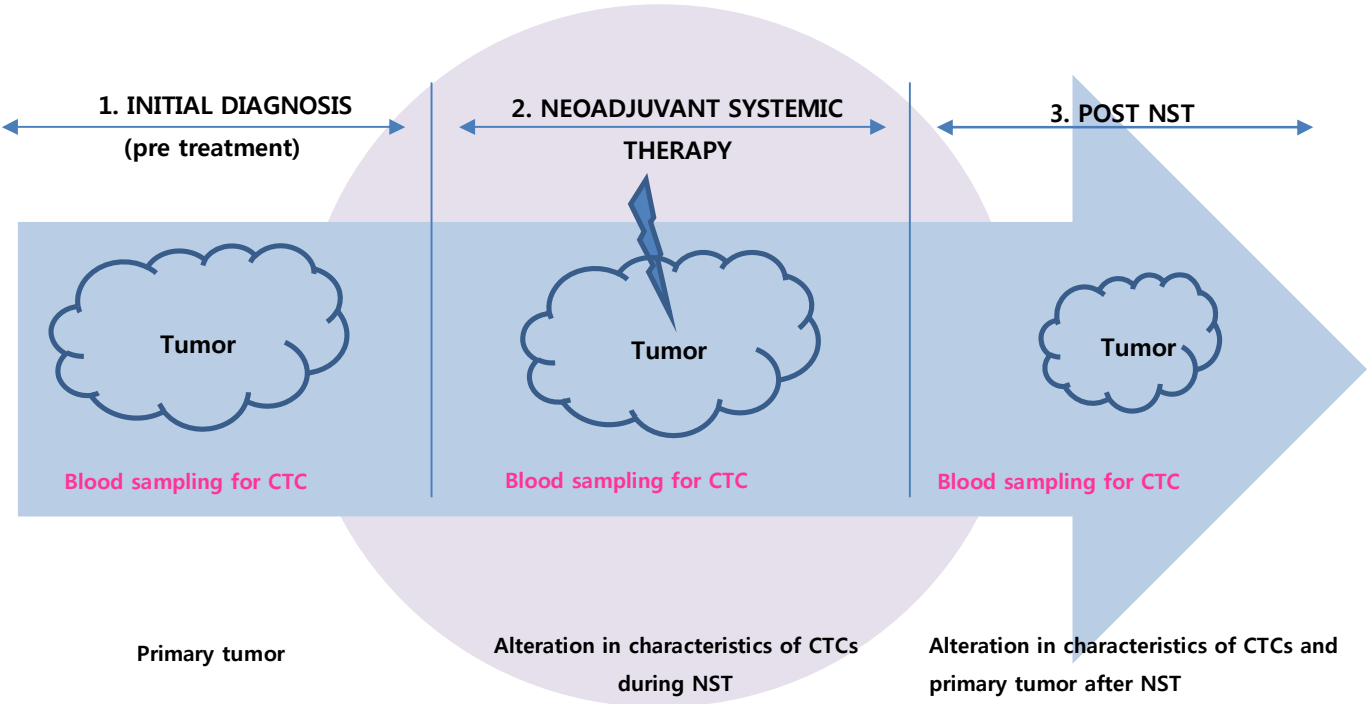 1. INITIAL DIAGNOSIS
(pre treatment)
2. NEOADJUVANT SYSTEMIC
THERAPY
3. POST NST
Tumor
Tumor
Tumor
Blood sampling for CTC
Blood sampling for CTC
Blood sampling for CTC
Primary tumor
Alteration in characteristics of CTCs
during NST
Alteration in characteristics of CTCs and
primary tumor after NST